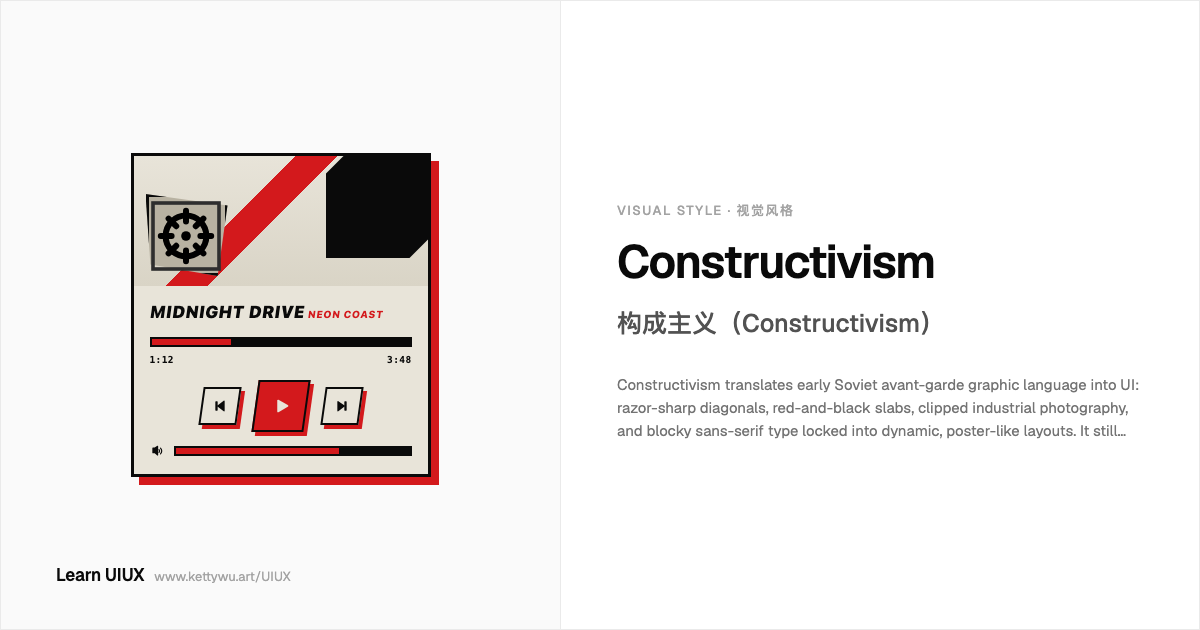 MIDNIGHT DRIVE NEON COAST
1:12 3:48
Learn UIUX www.kettywu.art/UIUX
VISUAL STYLE · 视觉风格
Constructivism
构成主义（Constructivism）
Constructivism translates early Soviet avant-garde graphic language into UI:
razor-sharp diagonals, red-and-black slabs, clipped industrial photography,
and blocky sans-serif type locked into dynamic, poster-like layouts. It still…